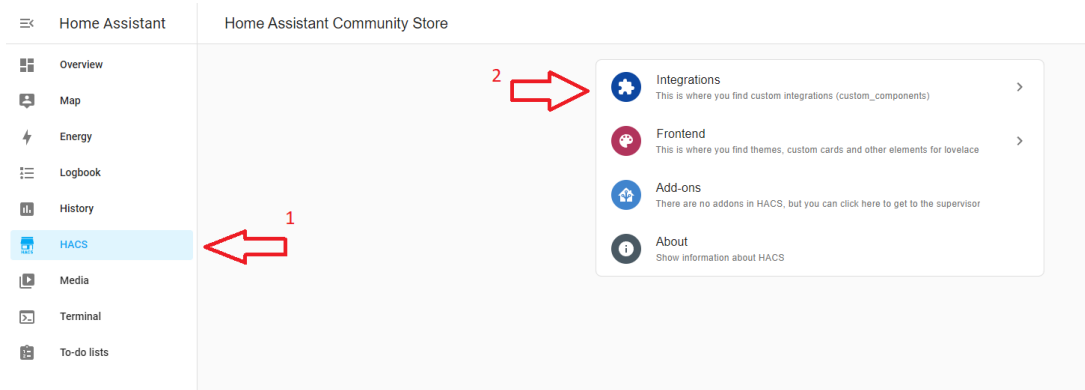 Home Assistant
Home Assistant Community Store
Overview
Map
Energy
Logbook
History
HACS
HACS
Media
Terminal
To-do lists
1
2
Integrations
This is where you find custom integrations (custom_components)
Frontend
This is where you find themes, custom cards and other elements for lovelace
Add-ons
There are no addons in HACS, but you can click here to get to the supervisor
About
Show information about HACS